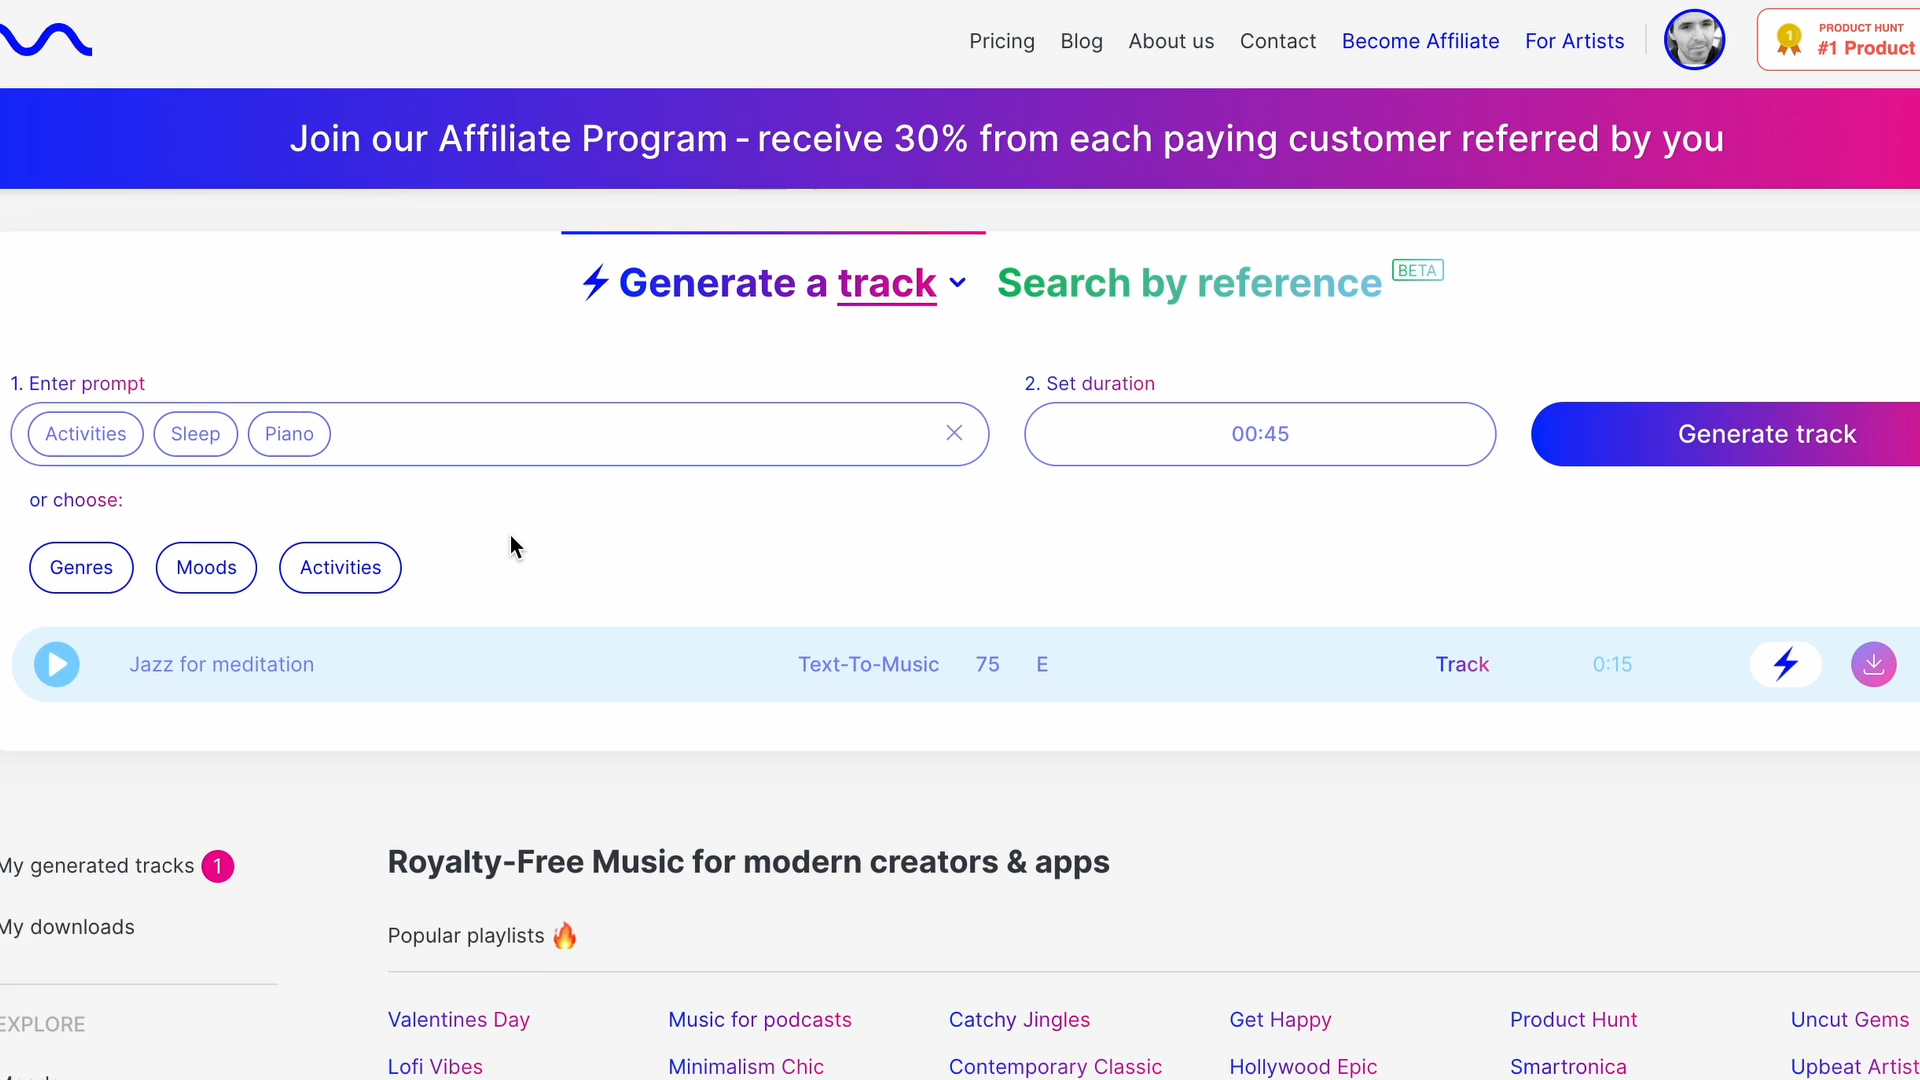 Pricing Blog About us Contact Become Affiliate For Artists
PRODUCT HUNT
#1 Product
Join our Affiliate Program - receive 30% from each paying customer referred by you
Generate a track Search by reference BETA
1. Enter prompt 2. Set duration
Activities Sleep Piano 00:45 Generate track
or choose:
Genres Moods Activities
Jazz for meditation Text-To-Music 75 E Track 0:15
My generated tracks 1
Royalty-Free Music for modern creators & apps
My downloads
Popular playlists 🔥
EXPLORE
Valentines Day Music for podcasts Catchy Jingles Get Happy Product Hunt Uncut Gems
Lofi Vibes Minimalism Chic Contemporary Classic Hollywood Epic Smartronica Upbeat Artist